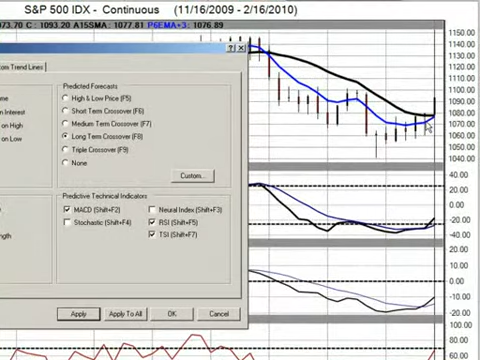 S&P 500 IDX - Continuous (11/16/2009 - 2/16/2010)
73.70 C : 1093.20 A15SMA : 1077.81 P6EMA+3 : 1076.89
om Trend Lines
Predicted Forecasts
High & Low Price (F5)
Short Term Crossover (F6)
Medium Term Crossover (F7)
Long Term Crossover (F8)
Triple Crossover (F9)
None
Custom...
me
n Interest
on High
on Low
ngth
Predictive Technical Indicators
MACD (Shift+F2)
Neural Index (Shift+F3)
Stochastic (Shift+F4)
RSI (Shift+F5)
TSI (Shift+F7)
Apply
Apply To All
OK
Cancel
1150.00
1140.00
1130.00
1120.00
1110.00
1100.00
1090.00
1080.00
1070.00
1060.00
1050.00
1040.00
40.00
20.00
0.00
-20.00
-40.00
20.00
0.00
-20.00
100.00
80.00
60.00